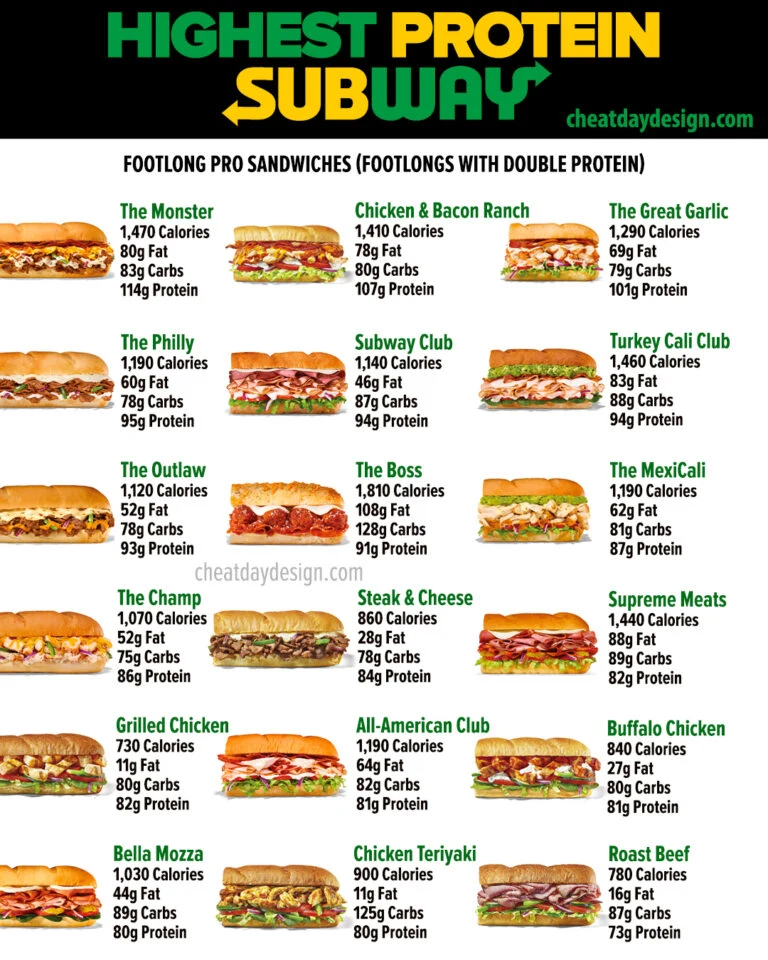 HIGHEST PROTEIN
SUBWAY
cheatdaydesign.com
FOOTLONG PRO SANDWICHES (FOOTLONGS WITH DOUBLE PROTEIN)
The Monster
1,470 Calories
80g Fat
83g Carbs
114g Protein
Chicken & Bacon Ranch
1,410 Calories
78g Fat
80g Carbs
107g Protein
The Great Garlic
1,290 Calories
69g Fat
79g Carbs
101g Protein
The Philly
1,190 Calories
60g Fat
78g Carbs
95g Protein
Subway Club
1,140 Calories
46g Fat
87g Carbs
94g Protein
Turkey Cali Club
1,460 Calories
83g Fat
88g Carbs
94g Protein
The Outlaw
1,120 Calories
52g Fat
78g Carbs
93g Protein
The Boss
1,810 Calories
108g Fat
128g Carbs
91g Protein
The MexiCali
1,190 Calories
62g Fat
81g Carbs
87g Protein
cheatdaydesign.com
The Champ
1,070 Calories
52g Fat
75g Carbs
86g Protein
Steak & Cheese
860 Calories
28g Fat
78g Carbs
84g Protein
Supreme Meats
1,440 Calories
88g Fat
89g Carbs
82g Protein
Grilled Chicken
730 Calories
11g Fat
80g Carbs
82g Protein
All-American Club
1,190 Calories
64g Fat
82g Carbs
81g Protein
Buffalo Chicken
840 Calories
27g Fat
80g Carbs
81g Protein
Bella Mozza
1,030 Calories
44g Fat
89g Carbs
80g Protein
Chicken Teriyaki
900 Calories
11g Fat
125g Carbs
80g Protein
Roast Beef
780 Calories
16g Fat
87g Carbs
73g Protein